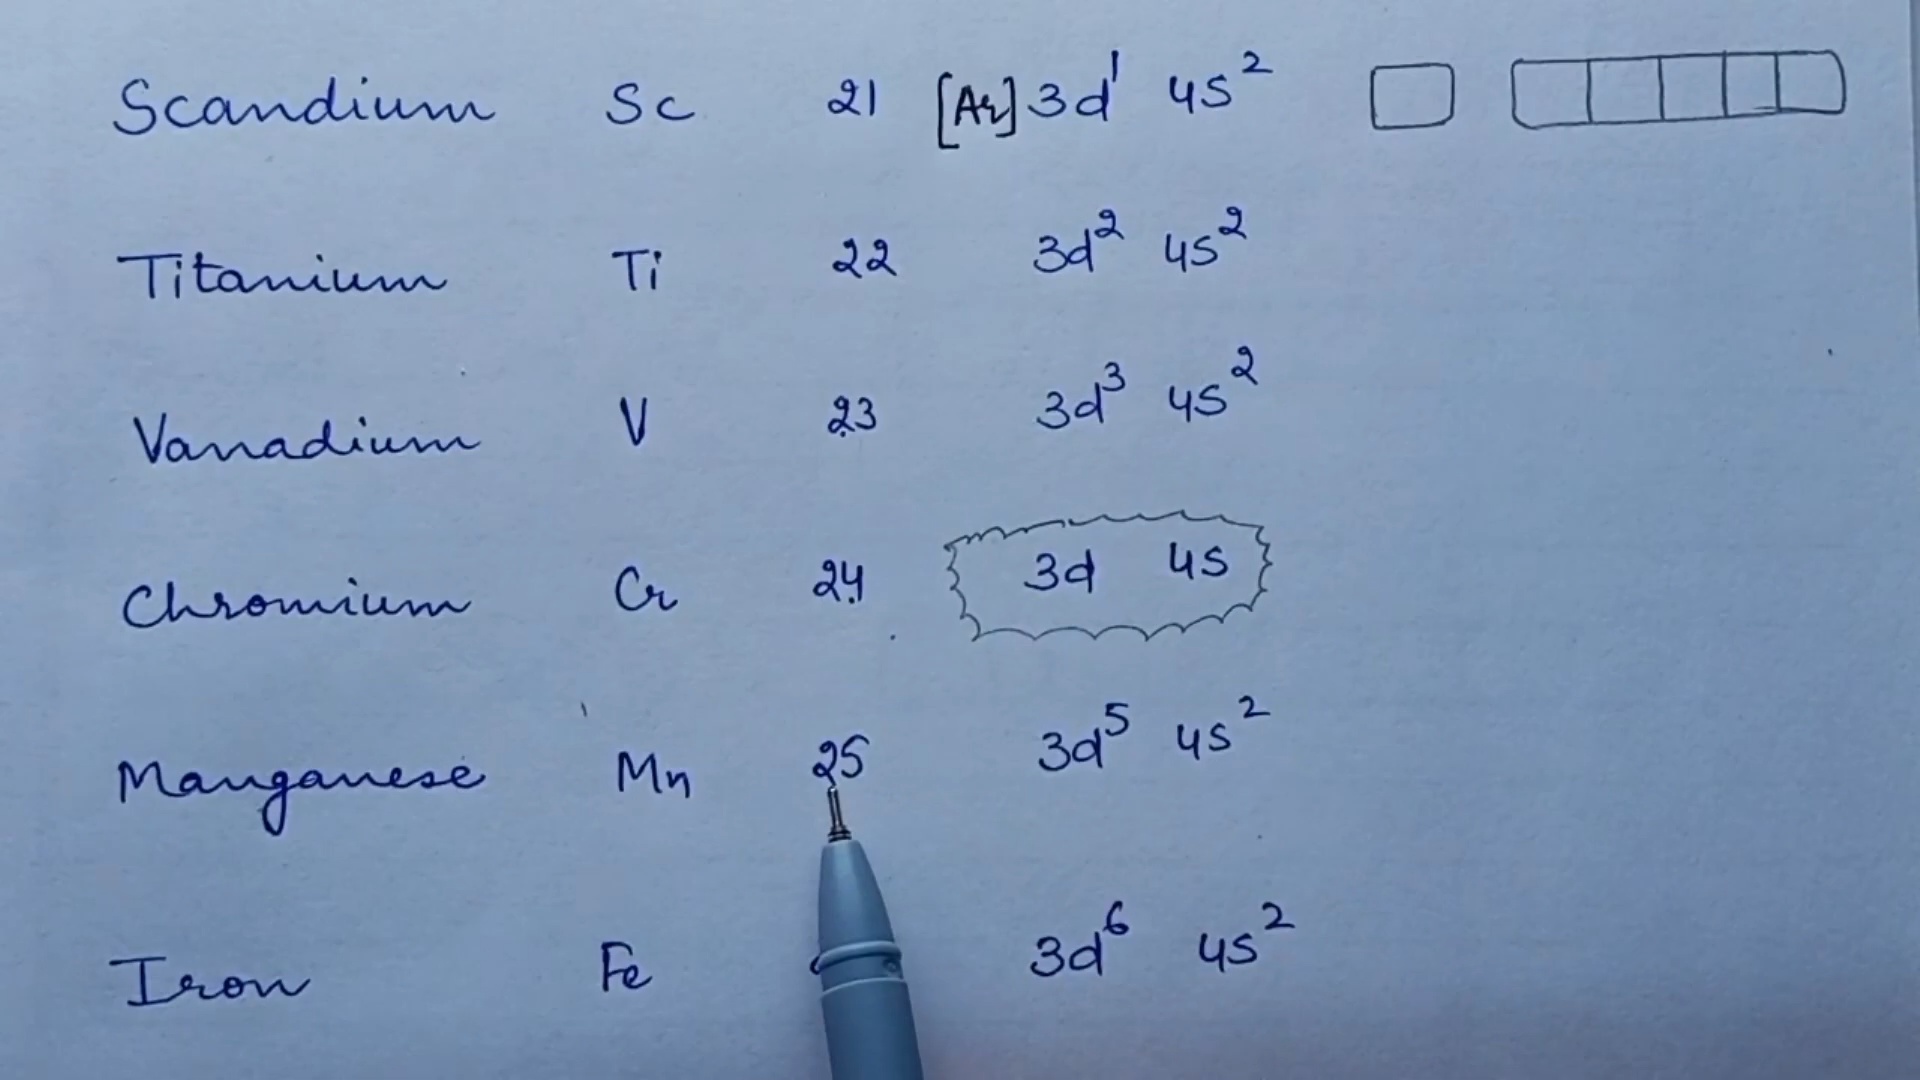 Scandium Sc 21 [Ar] 3d¹ 4s²
Titanium Ti 22 3d² 4s²
Vanadium V 23 3d³ 4s²
Chromium Cr 24 3d 4s
Manganese Mn 25 3d⁵ 4s²
Iron Fe 3d⁶ 4s²